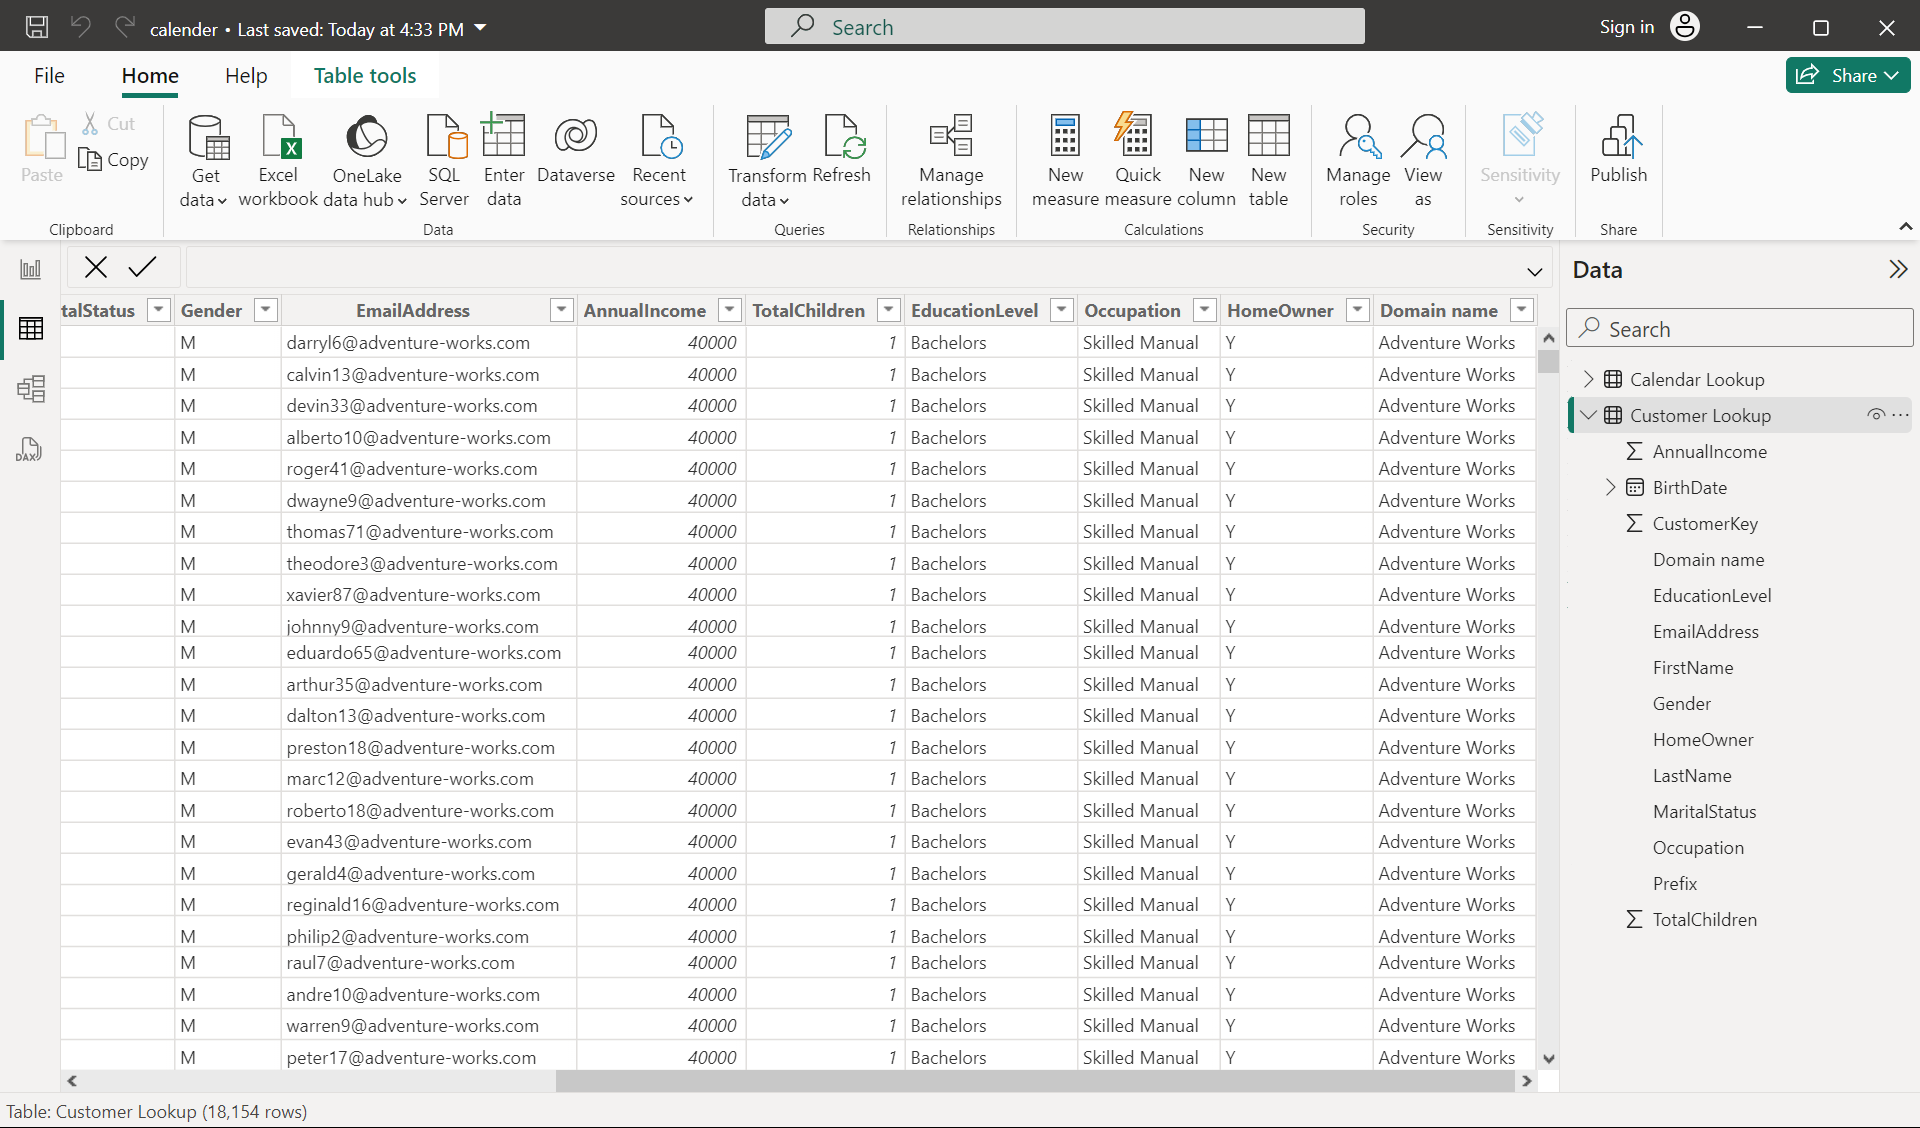 calender • Last saved: Today at 4:33 PM
Search
Sign in
File Home Help Table tools
Share
Paste
Cut
Copy
Clipboard
Get data
Excel workbook
OneLake data hub
SQL Server
Enter data
Dataverse
Recent sources
Data
Transform data
Refresh
Queries
Manage relationships
Relationships
New measure
Quick measure
New column
New table
Calculations
Manage roles
View as
Security
Sensitivity
Sensitivity
Publish
Share
DAX
talStatus Gender EmailAddress AnnualIncome TotalChildren EducationLevel Occupation HomeOwner Domain name
M darryl6@adventure-works.com 40000 1 Bachelors Skilled Manual Y Adventure Works
M calvin13@adventure-works.com 40000 1 Bachelors Skilled Manual Y Adventure Works
M devin33@adventure-works.com 40000 1 Bachelors Skilled Manual Y Adventure Works
M alberto10@adventure-works.com 40000 1 Bachelors Skilled Manual Y Adventure Works
M roger41@adventure-works.com 40000 1 Bachelors Skilled Manual Y Adventure Works
M dwayne9@adventure-works.com 40000 1 Bachelors Skilled Manual Y Adventure Works
M thomas71@adventure-works.com 40000 1 Bachelors Skilled Manual Y Adventure Works
M theodore3@adventure-works.com 40000 1 Bachelors Skilled Manual Y Adventure Works
M xavier87@adventure-works.com 40000 1 Bachelors Skilled Manual Y Adventure Works
M johnny9@adventure-works.com 40000 1 Bachelors Skilled Manual Y Adventure Works
M eduardo65@adventure-works.com 40000 1 Bachelors Skilled Manual Y Adventure Works
M arthur35@adventure-works.com 40000 1 Bachelors Skilled Manual Y Adventure Works
M dalton13@adventure-works.com 40000 1 Bachelors Skilled Manual Y Adventure Works
M preston18@adventure-works.com 40000 1 Bachelors Skilled Manual Y Adventure Works
M marc12@adventure-works.com 40000 1 Bachelors Skilled Manual Y Adventure Works
M roberto18@adventure-works.com 40000 1 Bachelors Skilled Manual Y Adventure Works
M evan43@adventure-works.com 40000 1 Bachelors Skilled Manual Y Adventure Works
M gerald4@adventure-works.com 40000 1 Bachelors Skilled Manual Y Adventure Works
M reginald16@adventure-works.com 40000 1 Bachelors Skilled Manual Y Adventure Works
M philip2@adventure-works.com 40000 1 Bachelors Skilled Manual Y Adventure Works
M raul7@adventure-works.com 40000 1 Bachelors Skilled Manual Y Adventure Works
M andre10@adventure-works.com 40000 1 Bachelors Skilled Manual Y Adventure Works
M warren9@adventure-works.com 40000 1 Bachelors Skilled Manual Y Adventure Works
M peter17@adventure-works.com 40000 1 Bachelors Skilled Manual Y Adventure Works
Data
Search
Calendar Lookup
Customer Lookup
AnnualIncome
BirthDate
CustomerKey
Domain name
EducationLevel
EmailAddress
FirstName
Gender
HomeOwner
LastName
MaritalStatus
Occupation
Prefix
TotalChildren
Table: Customer Lookup (18,154 rows)